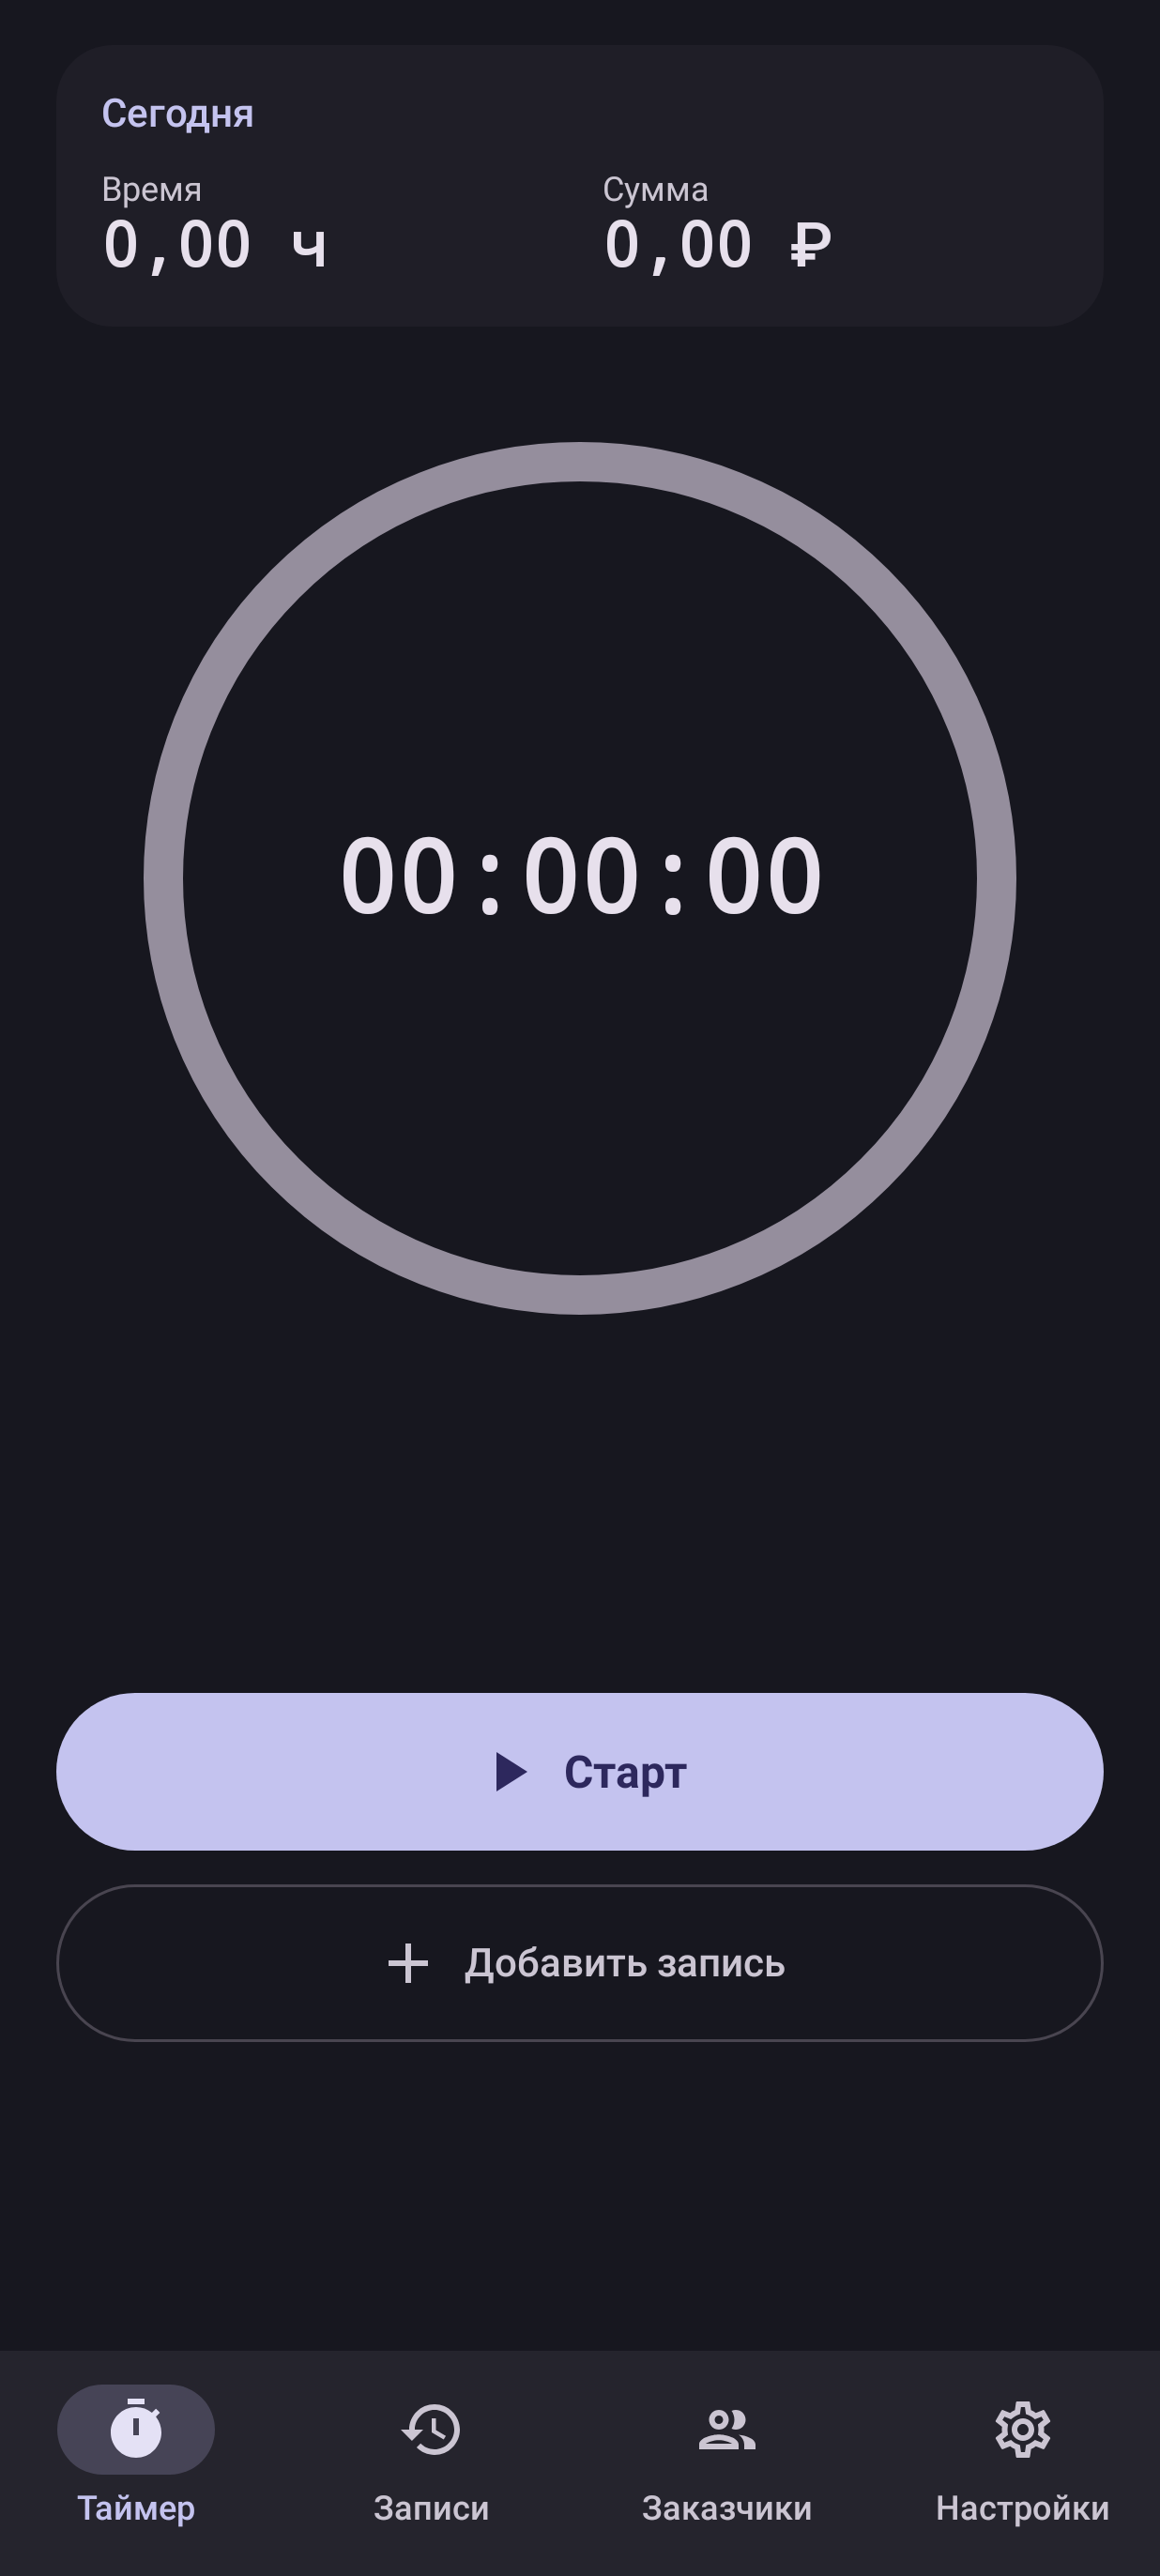 Сегодня
Время
0,00 ч
Сумма
0,00 ₽
00:00:00
Старт
Добавить запись
Таймер
Записи
Заказчики
Настройки